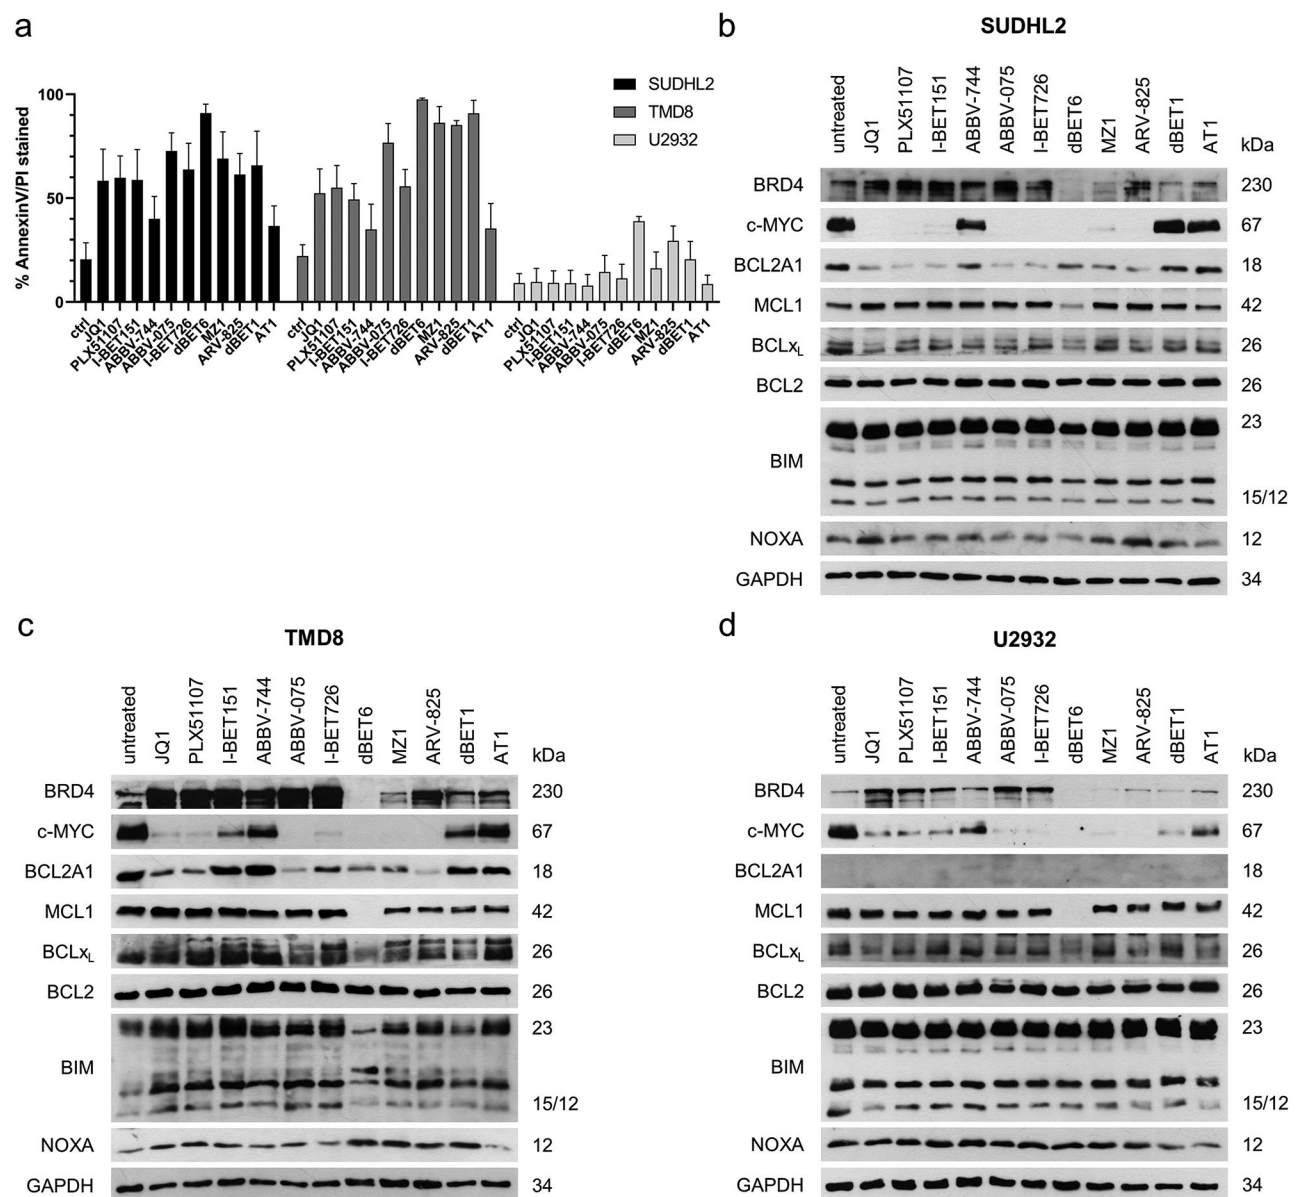 a
% AnnexinV/PI stained
100
50
0
SUDHL2
TMD8
U2932
ctrl JQ1 PLX51107 I-BET151 ABBV-744 ABBV-075 I-BET726 dBET6 MZ1 ARV-825 dBET1 AT1
ctrl JQ1 PLX51107 I-BET151 ABBV-744 ABBV-075 I-BET726 dBET6 MZ1 ARV-825 dBET1 AT1
ctrl JQ1 PLX51107 I-BET151 ABBV-744 ABBV-075 I-BET726 dBET6 MZ1 ARV-825 dBET1 AT1
b
SUDHL2
untreated JQ1 PLX51107 I-BET151 ABBV-744 ABBV-075 I-BET726 dBET6 MZ1 ARV-825 dBET1 AT1 kDa
BRD4 230
c-MYC 67
BCL2A1 18
MCL1 42
BCLxL 26
BCL2 26
23
BIM
15/12
NOXA 12
GAPDH 34
c
TMD8
untreated JQ1 PLX51107 I-BET151 ABBV-744 ABBV-075 I-BET726 dBET6 MZ1 ARV-825 dBET1 AT1 kDa
BRD4 230
c-MYC 67
BCL2A1 18
MCL1 42
BCLxL 26
BCL2 26
23
BIM
15/12
NOXA 12
GAPDH 34
d
U2932
untreated JQ1 PLX51107 I-BET151 ABBV-744 ABBV-075 I-BET726 dBET6 MZ1 ARV-825 dBET1 AT1 kDa
BRD4 230
c-MYC 67
BCL2A1 18
MCL1 42
BCLxL 26
BCL2 26
23
BIM
15/12
NOXA 12
GAPDH 34